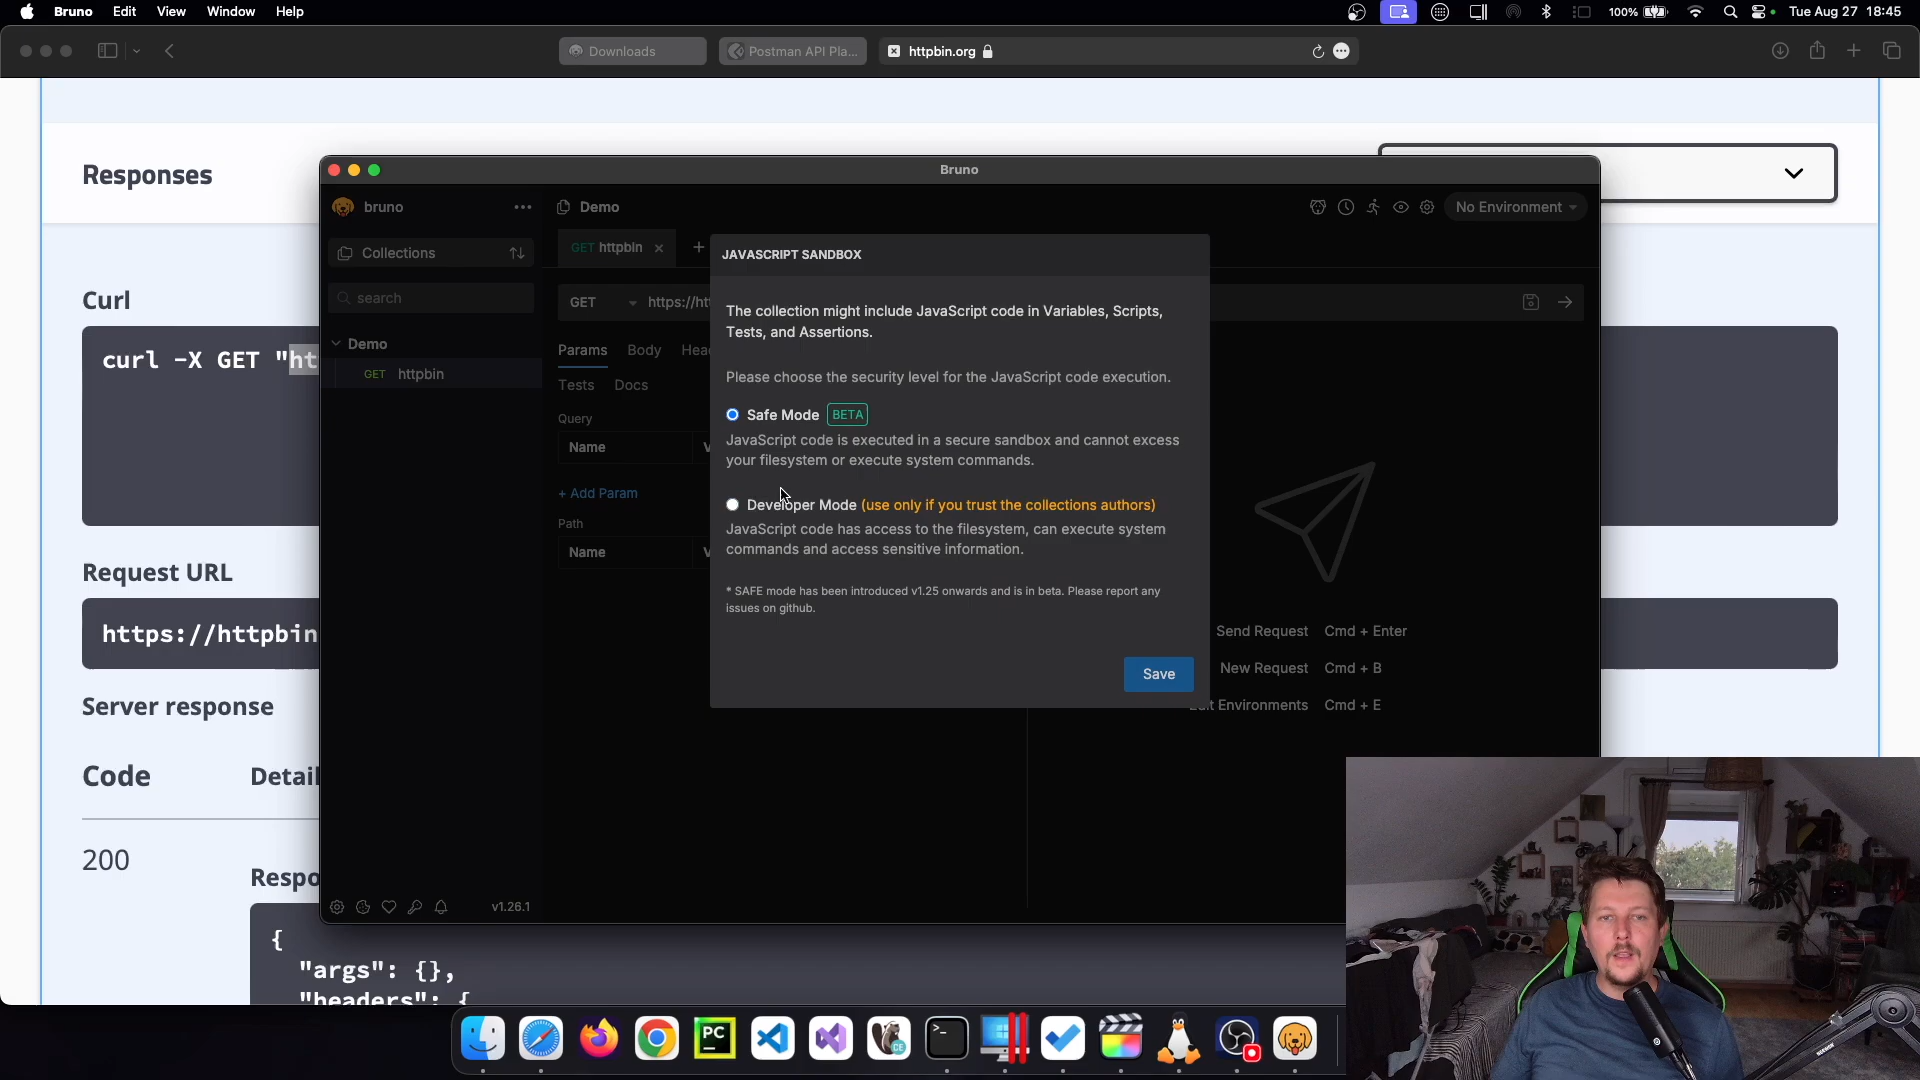 Bruno Edit View Window Help
100% Tue Aug 27 18:45
Downloads
Postman API Pla...
httpbin.org
Responses
Bruno
bruno
Demo
No Environment
Collections
GET httpbin
search
Demo
GET httpbin
GET
https://ht
Params Body Hea
Tests Docs
Query
Name V
+ Add Param
Path
Name V
JAVASCRIPT SANDBOX
The collection might include JavaScript code in Variables, Scripts,
Tests, and Assertions.
Please choose the security level for the JavaScript code execution.
Safe Mode BETA
JavaScript code is executed in a secure sandbox and cannot excess
your filesystem or execute system commands.
Developer Mode (use only if you trust the collections authors)
JavaScript code has access to the filesystem, can execute system
commands and access sensitive information.
* SAFE mode has been introduced v1.25 onwards and is in beta. Please report any
issues on github.
Save
Send Request Cmd + Enter
New Request Cmd + B
Environments Cmd + E
v1.26.1
Curl
curl -X GET "ht
Request URL
https://httpbin
Server response
Code Detail
200
Respo
{
"args": {},
"headers": {
PC
CE